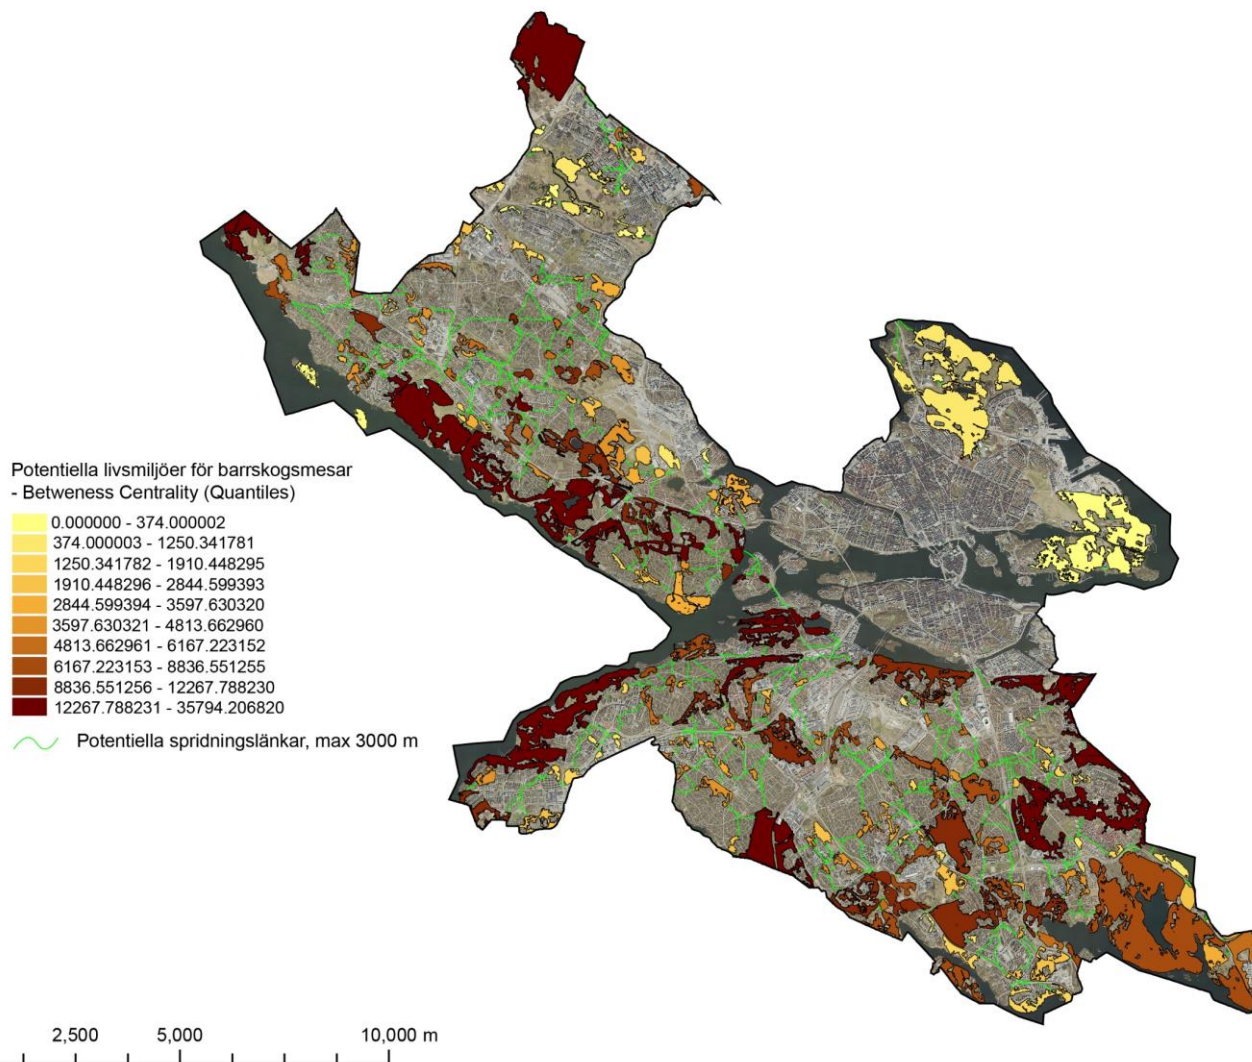 Potentiella livsmiljöer för barrskogsmesar
- Betweness Centrality (Quantiles)
0.000000 - 374.000002
374.000003 - 1250.341781
1250.341782 - 1910.448295
1910.448296 - 2844.599393
2844.599394 - 3597.630320
3597.630321 - 4813.662960
4813.662961 - 6167.223152
6167.223153 - 8836.551255
8836.551256 - 12267.788230
12267.788231 - 35794.206820
Potentiella spridningslänkar, max 3000 m
2,500 5,000 10,000 m